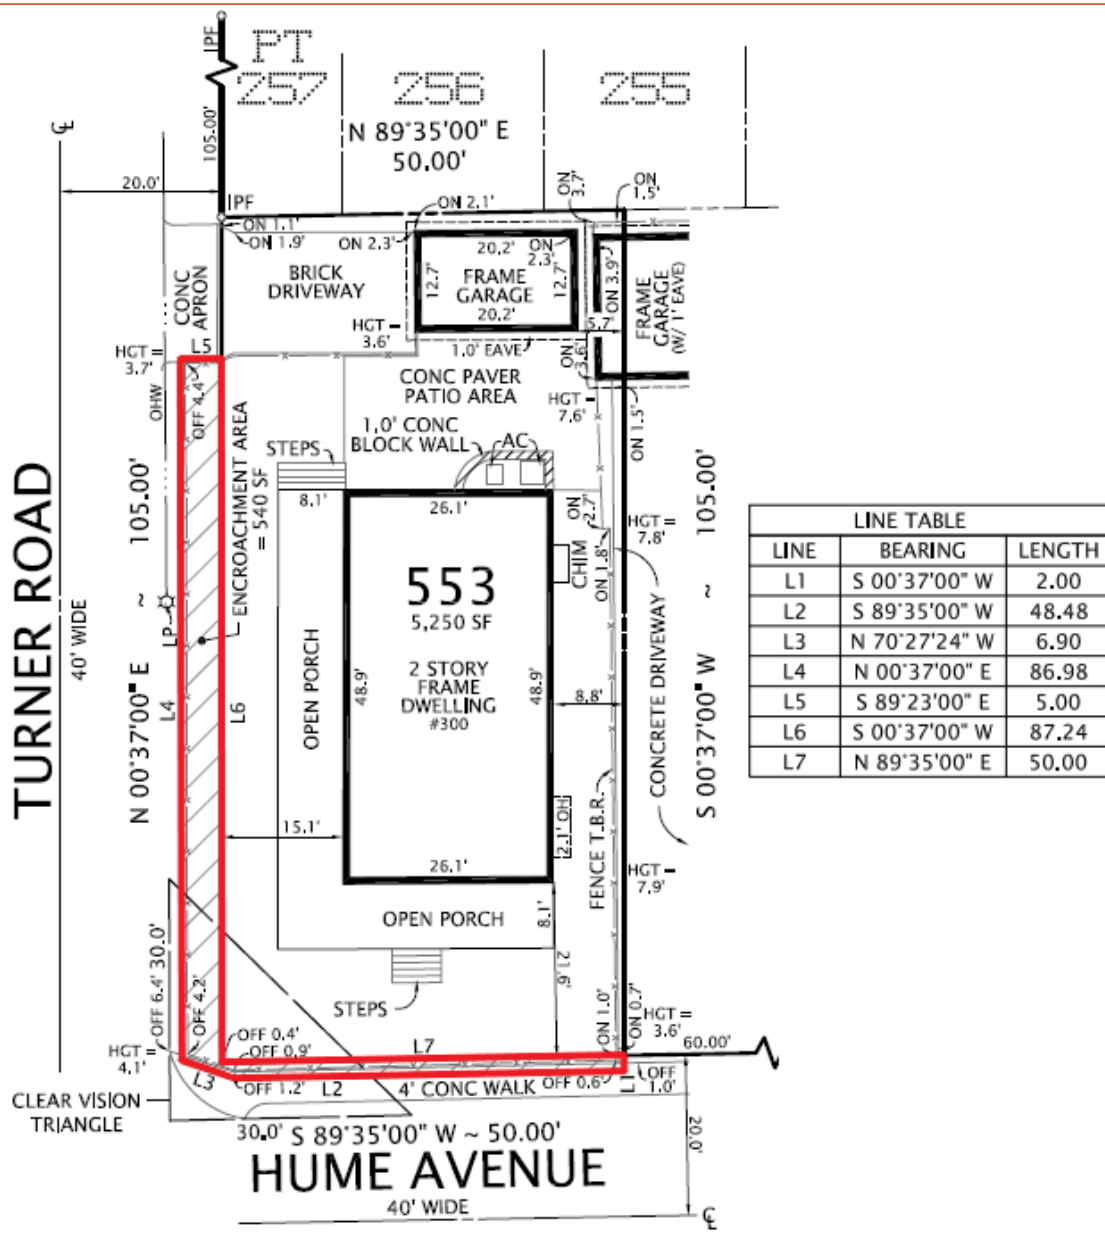 IPF
PT
257
256
255
℄
105.00'
N 89°35'00" E
50.00'
20.0'
IPF
ON 1.1'
ON 1.9'
ON 2.3'
ON 2.1'
ON 3.7'
ON 1.5'
CONC APRON
BRICK
DRIVEWAY
20.2'
ON 2.3'
12.7'
FRAME
GARAGE
12.7'
20.2'
ON 3.9'
FRAME
GARAGE
(W/ 1' EAVE)
HGT =
3.6'
5.7'
HGT =
3.7'
L5
1.0' EAVE
ON 3.6'
OHW
OFF 4.4'
CONC PAVER
PATIO AREA
HGT =
7.6'
ON 1.5'
1.0' CONC
BLOCK WALL
AC
STEPS
8.1'
26.1'
ON 2.7'
HGT =
7.8'
ENCROACHMENT AREA
= 540 SF
TURNER ROAD
40' WIDE
N 00°37'00" E ~ 105.00'
LP
L4
L6
OPEN PORCH
553
5,250 SF
2 STORY
FRAME
DWELLING
#300
48.9'
48.9'
CHIM
ON 1.8'
8.8'
CONCRETE DRIVEWAY
S 00°37'00" W ~ 105.00'
15.1'
2.1' OH
FENCE T.B.R.
26.1'
HGT =
7.9'
OPEN PORCH
8.1'
21.6'
STEPS
30.0'
OFF 6.4'
OFF 4.2'
HGT =
4.1'
OFF 0.4'
OFF 0.9'
L7
ON 1.0'
ON 0.7'
HGT =
3.6'
60.00'
L3
OFF 1.2'
L2
4' CONC WALK
OFF 0.6'
L1
OFF
1.0'
CLEAR VISION
TRIANGLE
30.0'
S 89°35'00" W ~ 50.00'
20.0'
HUME AVENUE
40' WIDE
℄
LINE TABLE
LINE BEARING LENGTH
L1 S 00°37'00" W 2.00
L2 S 89°35'00" W 48.48
L3 N 70°27'24" W 6.90
L4 N 00°37'00" E 86.98
L5 S 89°23'00" E 5.00
L6 S 00°37'00" W 87.24
L7 N 89°35'00" E 50.00